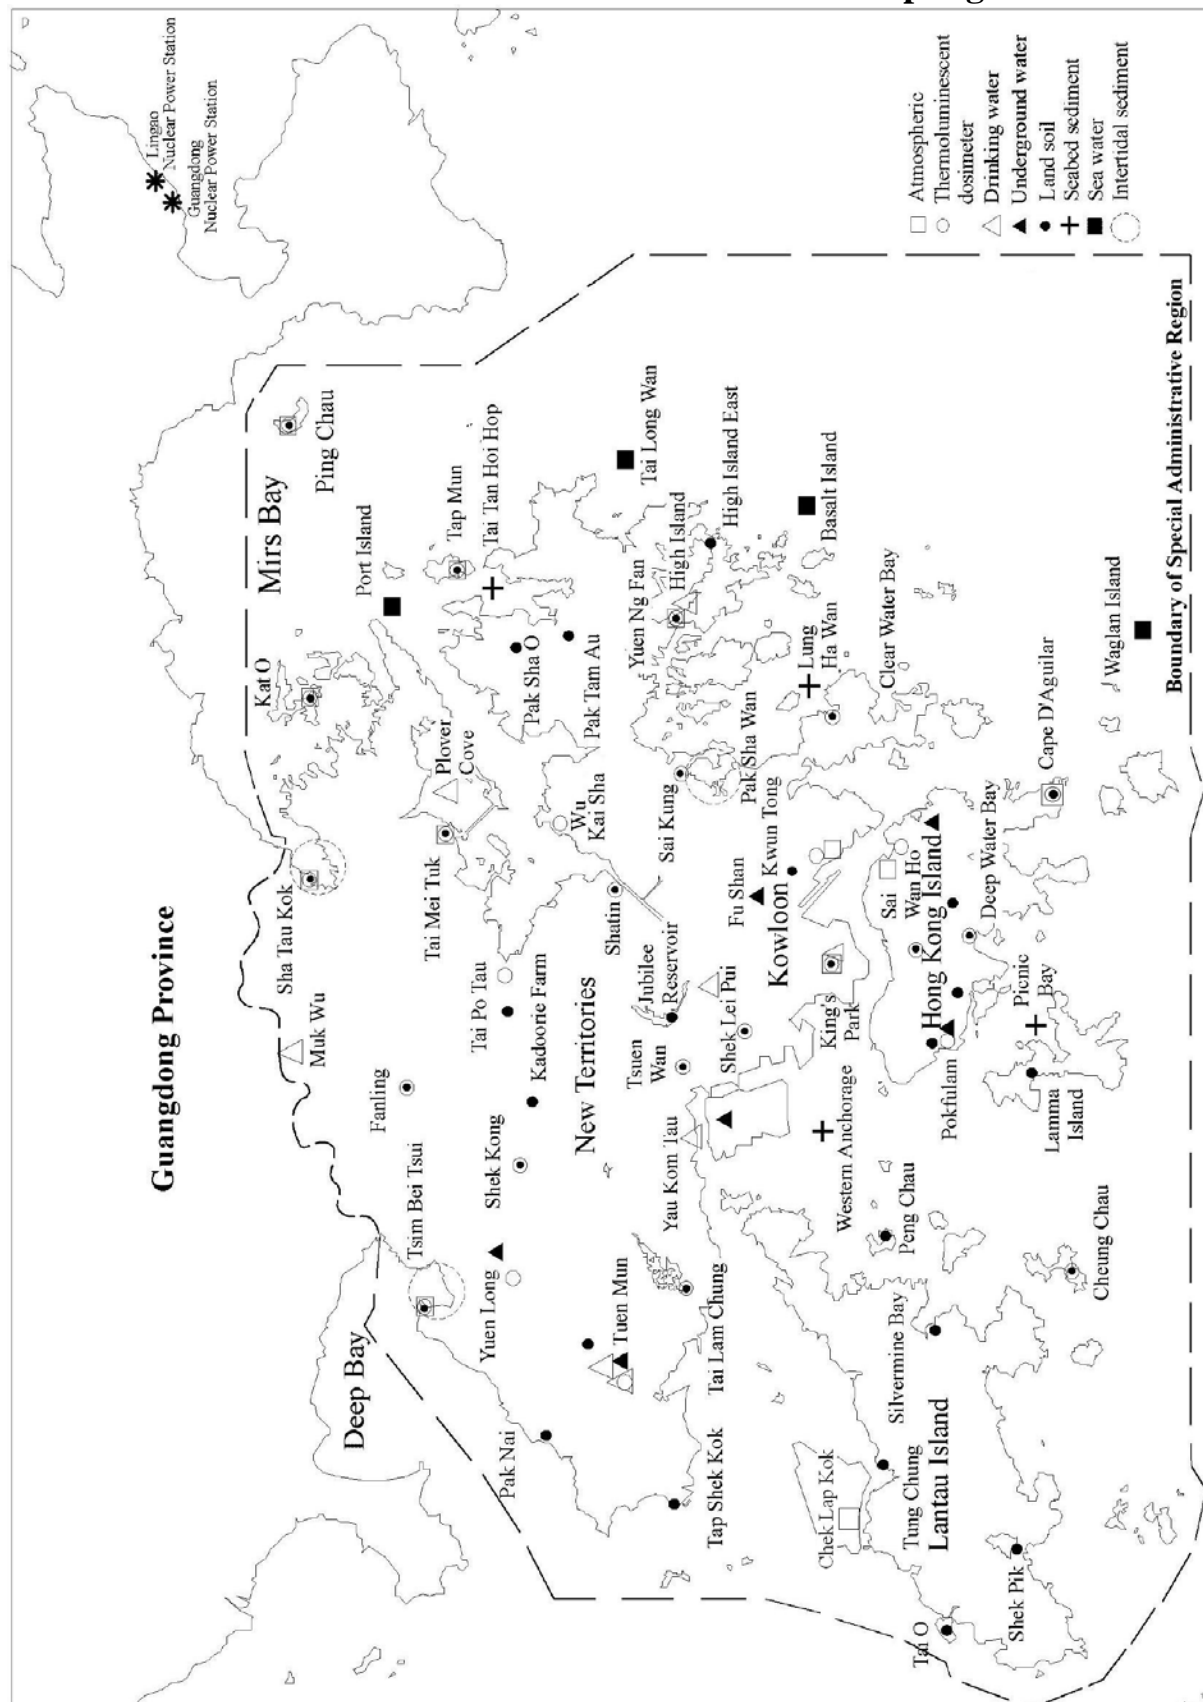 Guangdong Province
Lingao
Nuclear Power Station
Guangdong
Nuclear Power Station
Mirs Bay
Ping Chau
Kat O
Port Island
Sha Tau Kok
Muk Wu
Deep Bay
Tsim Bei Tsui
Fanling
Tai Mei Tuk
Plover
Cove
Tap Mun
Tai Tan Hoi Hop
Tai Po Tau
Kadoorie Farm
Shek Kong
Yuen Long
Pak Nai
Wu
Kai Sha
Pak Sha O
Pak Tam Au
New Territories
Shatin
Tai Long Wan
Tuen Mun
Jubilee
Reservoir
Tsuen
Wan
Sai Kung
Yuen Ng Fan
High Island
High Island East
Yau Kom Tau
Shek Lei Pui
Tai Lam Chung
Tap Shek Kok
Fu Shan
Pak Sha Wan
Kwun Tong
Kowloon
Lung
Ha Wan
Basalt Island
Clear Water Bay
King's
Park
Western Anchorage
Chek Lap Kok
Peng Chau
Silvermine Bay
Tung Chung
Lantau Island
Sai
Wan Ho
Hong Kong Island
Pokfulam
Deep Water Bay
Picnic
Bay
Lamma
Island
Cape D'Aguilar
Waglan Island
Cheung Chau
Tai O
Shek Pik
Boundary of Special Administrative Region
Atmospheric
Thermoluminescent
dosimeter
Drinking water
Underground water
Land soil
Seabed sediment
Sea water
Intertidal sediment